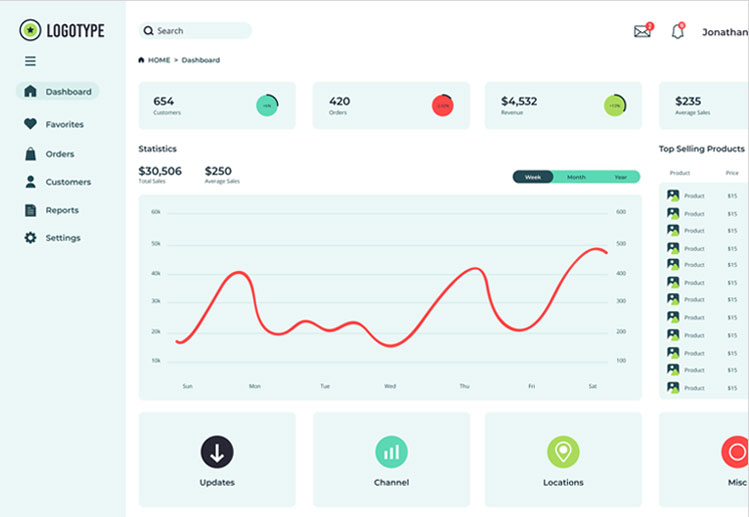 LOGOTYPE
Search
2
Jonathan
HOME > Dashboard
Dashboard
Favorites
Orders
Customers
Reports
Settings
654
Customers
420
Orders
$4,532
Revenue
$235
Average Sales
Statistics
$30,506
Total Sales
$250
Average Sales
Week Month Year
60k 600
50k 500
40k 400
30k 300
20k 200
10k 100
Sun Mon Tue Wed Thu Fri Sat
Top Selling Products
Product Price
Product $15
Product $15
Product $15
Product $15
Product $15
Product $15
Product $15
Product $15
Product $15
Product $15
Product $15
Product $15
Updates
Channel
Locations
Misc